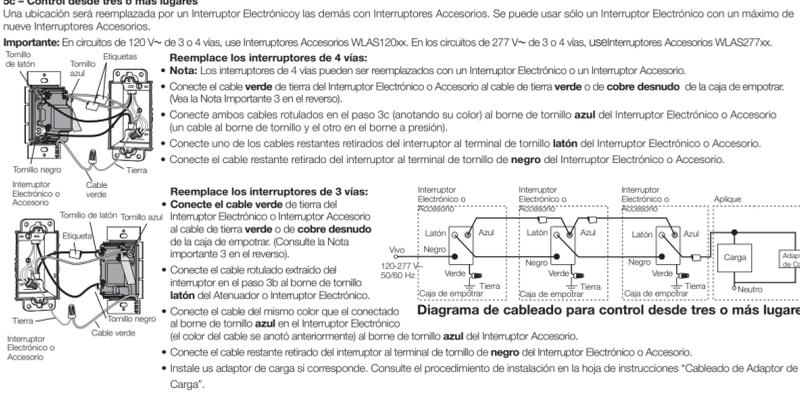 5c – Control desde tres o más lugares
Una ubicación será reemplazada por un Interruptor Electrónicoy las demás con Interruptores Accesorios. Se puede usar sólo un Interruptor Electrónico con un máximo de
nueve Interruptores Accesorios.
Importante: En circuitos de 120 V~ de 3 o 4 vías, use Interruptores Accesorios WLAS120xx. En los circuitos de 277 V~ de 3 o 4 vías, useInterruptores Accesorios WLAS277xx.
Tornillo
de latón
Tornillo
azul
Etiquetas
Tornillo negro
Tierra
Interruptor
Electrónico o
Accesorio
Cable
verde
Reemplace los interruptores de 4 vías:
• Nota: Los interruptores de 4 vías pueden ser reemplazados con un Interruptor Electrónico o un Interruptor Accesorio.
• Conecte el cable verde de tierra del Interruptor Electrónico o Accesorio al cable de tierra verde o de cobre desnudo de la caja de empotrar.
(Vea la Nota Importante 3 en el reverso).
• Conecte ambos cables rotulados en el paso 3c (anotando su color) al borne de tornillo azul del Interruptor Electrónico o Accesorio
(un cable al borne de tornillo y el otro en el borne a presión).
• Conecte uno de los cables restantes retirados del interruptor al terminal de tornillo latón del Interruptor Electrónico o Accesorio.
• Conecte el cable restante retirado del interruptor al terminal de tornillo de negro del Interruptor Electrónico o Accesorio.
Tornillo de latón
Tornillo azul
Etiqueta
Tierra
Tornillo negro
Cable verde
Interruptor
Electrónico o
Accesorio
Reemplace los interruptores de 3 vías:
• Conecte el cable verde de tierra del
Interruptor Electrónico o Interruptor Accesorio
al cable de tierra verde o de cobre desnudo
de la caja de empotrar. (Consulte la Nota
importante 3 en el reverso).
• Conecte el cable rotulado extraído del
interruptor en el paso 3b al borne de tornillo
latón del Atenuador o Interruptor Electrónico.
• Conecte el cable del mismo color que el conectado
al borne de tornillo azul en el Interruptor Electrónico
(el color del cable se anotó anteriormente) al borne de tornillo azul del Interruptor Accesorio.
• Conecte el cable restante retirado del interruptor al terminal de tornillo de negro del Interruptor Electrónico o Accesorio.
• Instale us adaptor de carga si corresponde. Consulte el procedimiento de instalación en la hoja de instrucciones "Cableado de Adaptor de
Carga".
Interruptor
Electrónico o
Accesorio
Latón
Azul
Negro
Verde
Tierra
Caja de empotrar
Vivo
120-277 V~
50/60 Hz
Interruptor
Electrónico o
Accesorio
Latón
Azul
Negro
Verde
Tierra
Caja de empotrar
Interruptor
Electrónico o
Accesorio
Latón
Azul
Negro
Verde
Tierra
Caja de empotrar
Aplique
Carga
Adap
de Ca
Neutro
Diagrama de cableado para control desde tres o más lugare